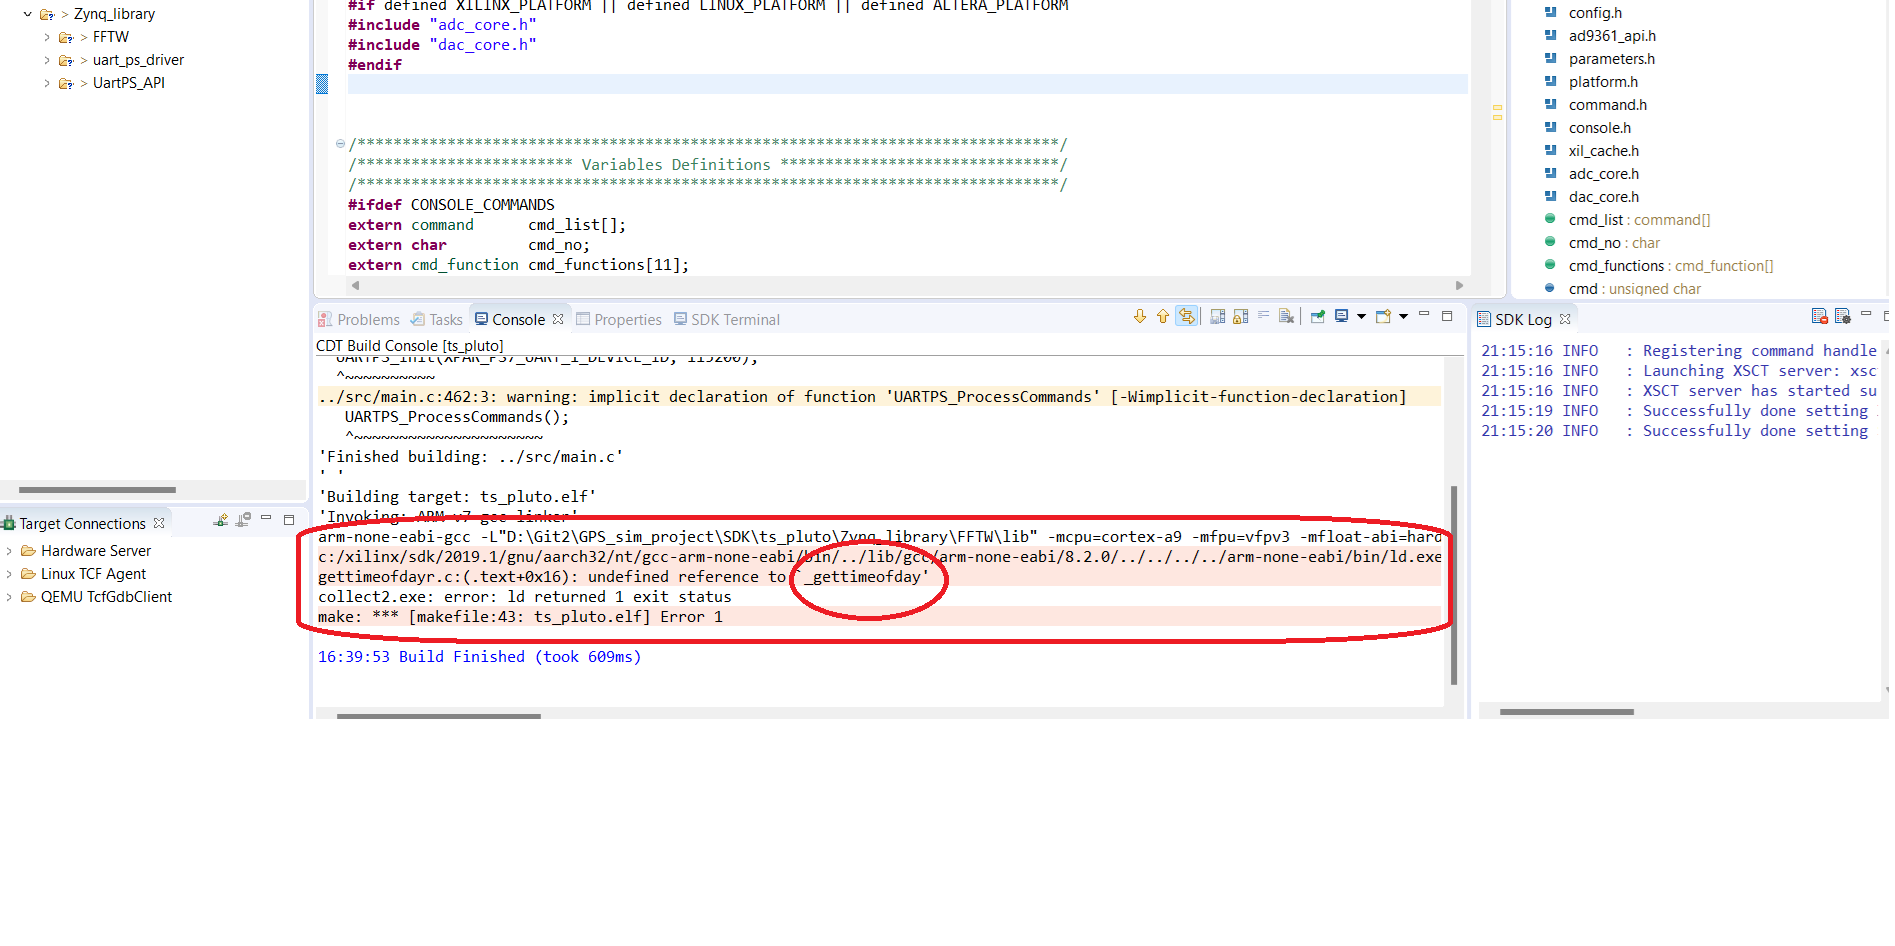 Zynq_library
FFTW
uart_ps_driver
UartPS_API
#if defined XILINX_PLATFORM || defined LINUX_PLATFORM || defined ALTERA_PLATFORM
#include "adc_core.h"
#include "dac_core.h"
#endif
/******************************************************************************/
/************************ Variables Definitions *******************************/
/******************************************************************************/
#ifdef CONSOLE_COMMANDS
extern command      cmd_list[];
extern char         cmd_no;
extern cmd_function cmd_functions[11];
config.h
ad9361_api.h
parameters.h
platform.h
command.h
console.h
xil_cache.h
adc_core.h
dac_core.h
cmd_list : command[]
cmd_no : char
cmd_functions : cmd_function[]
cmd : unsigned char
Problems Tasks Console Properties SDK Terminal
CDT Build Console [ts_pluto]
UARTPS_Init(XPAR_PS7_UART_1_DEVICE_ID, 115200);
^~~~~~~~~~~
../src/main.c:462:3: warning: implicit declaration of function 'UARTPS_ProcessCommands' [-Wimplicit-function-declaration]
UARTPS_ProcessCommands();
^~~~~~~~~~~~~~~~~~~~~~
'Finished building: ../src/main.c'
' '
'Building target: ts_pluto.elf'
'Invoking: ARM v7 gcc linker'
arm-none-eabi-gcc -L"D:\Git2\GPS_sim_project\SDK\ts_pluto\Zynq_library\FFTW\lib" -mcpu=cortex-a9 -mfpu=vfpv3 -mfloat-abi=hard
c:/xilinx/sdk/2019.1/gnu/aarch32/nt/gcc-arm-none-eabi/bin/../lib/gcc/arm-none-eabi/8.2.0/../../../../arm-none-eabi/bin/ld.exe
gettimeofdayr.c:(.text+0x16): undefined reference to `_gettimeofday'
collect2.exe: error: ld returned 1 exit status
make: *** [makefile:43: ts_pluto.elf] Error 1
16:39:53 Build Finished (took 609ms)
SDK Log
21:15:16 INFO   : Registering command handle
21:15:16 INFO   : Launching XSCT server: xsc
21:15:16 INFO   : XSCT server has started su
21:15:19 INFO   : Successfully done setting
21:15:20 INFO   : Successfully done setting
Target Connections
Hardware Server
Linux TCF Agent
QEMU TcfGdbClient